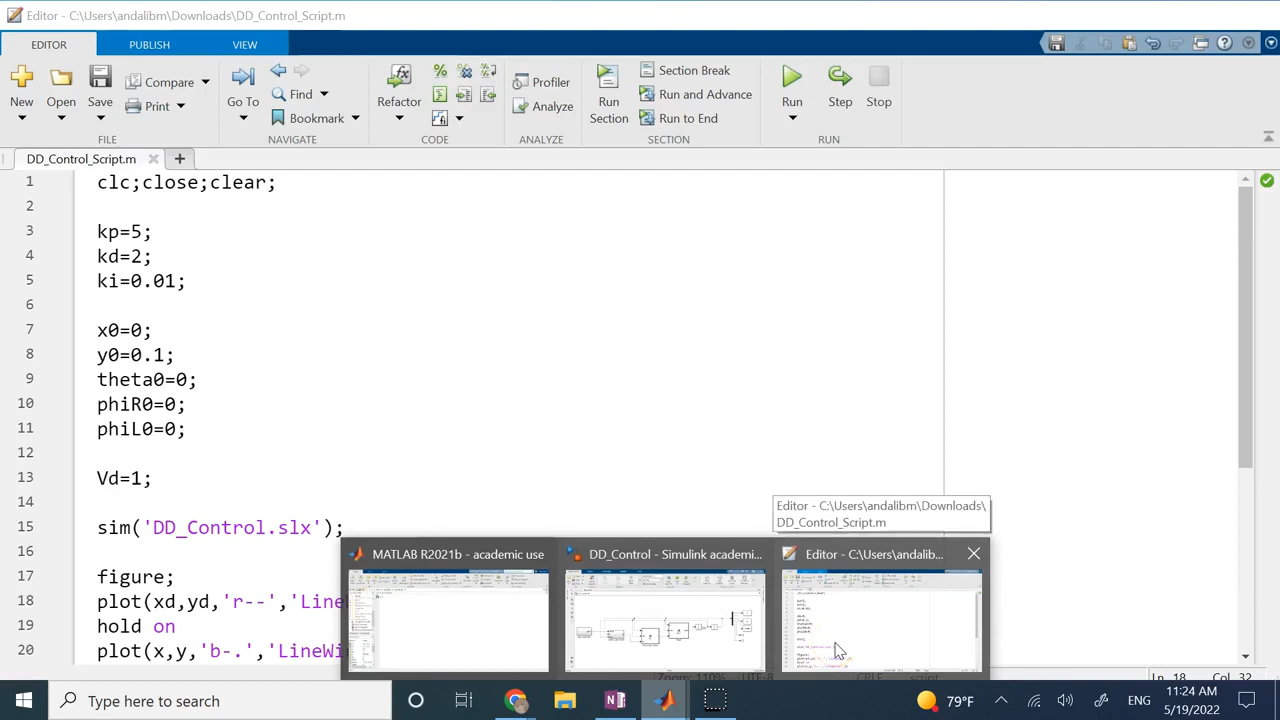 Editor - C:\Users\andalibm\Downloads\DD_Control_Script.m
EDITOR
PUBLISH
VIEW
New
Open
Save
Compare
Print
FILE
Go To
Find
Bookmark
NAVIGATE
Refactor
CODE
Profiler
Analyze
ANALYZE
Run
Section
Section Break
Run and Advance
Run to End
SECTION
Run
Step
Stop
RUN
DD_Control_Script.m
1 clc;close;clear;
2
3 kp=5;
4 kd=2;
5 ki=0.01;
6
7 x0=0;
8 y0=0.1;
9 theta0=0;
10 phiR0=0;
11 phiL0=0;
12
13 Vd=1;
14
15 sim('DD_Control.slx');
16
17 figure;
18 plot(xd,yd,'r--','Line
19 hold on
20 plot(x,y,'b-.','LineWi
Editor - C:\Users\andalibm\Downloads\
DD_Control_Script.m
MATLAB R2021b - academic use
DD_Control - Simulink academi...
Editor - C:\Users\andalib...
Zoom: 110%
UTF-8
CRLF
script
Ln 18
Col 32
Type here to search
79°F
ENG
11:24 AM
5/19/2022